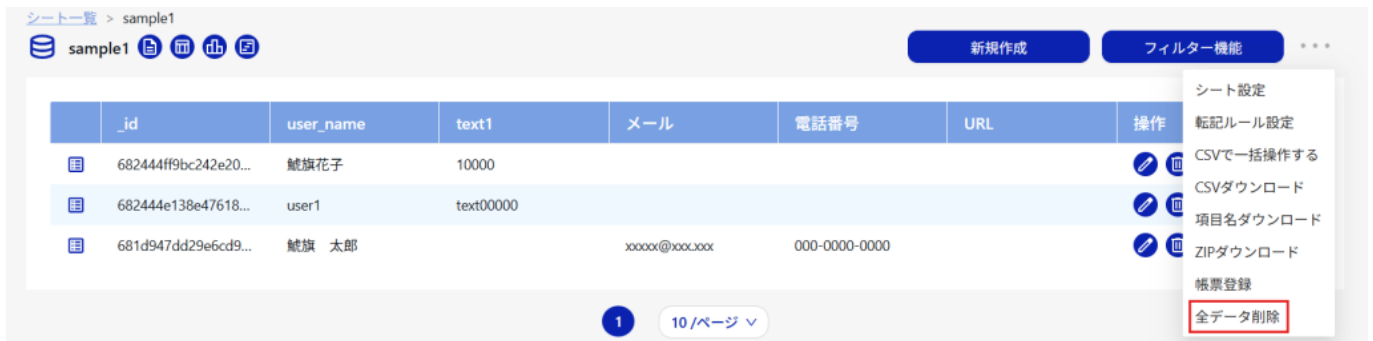 シート一覧 > sample1
sample1
新規作成 フィルター機能
シート設定
転記ルール設定
CSVで一括操作する
CSVダウンロード
項目名ダウンロード
ZIPダウンロード
帳票登録
全データ削除
_id user_name text1 メール 電話番号 URL 操作
682444ff9bc242e20... 鯱旗花子 10000
682444e138e47618... user1 text00000
681d947dd29e6cd9... 鯱旗 太郎 xxxxx@xxx.xxx 000-0000-0000
1 10 /ページ